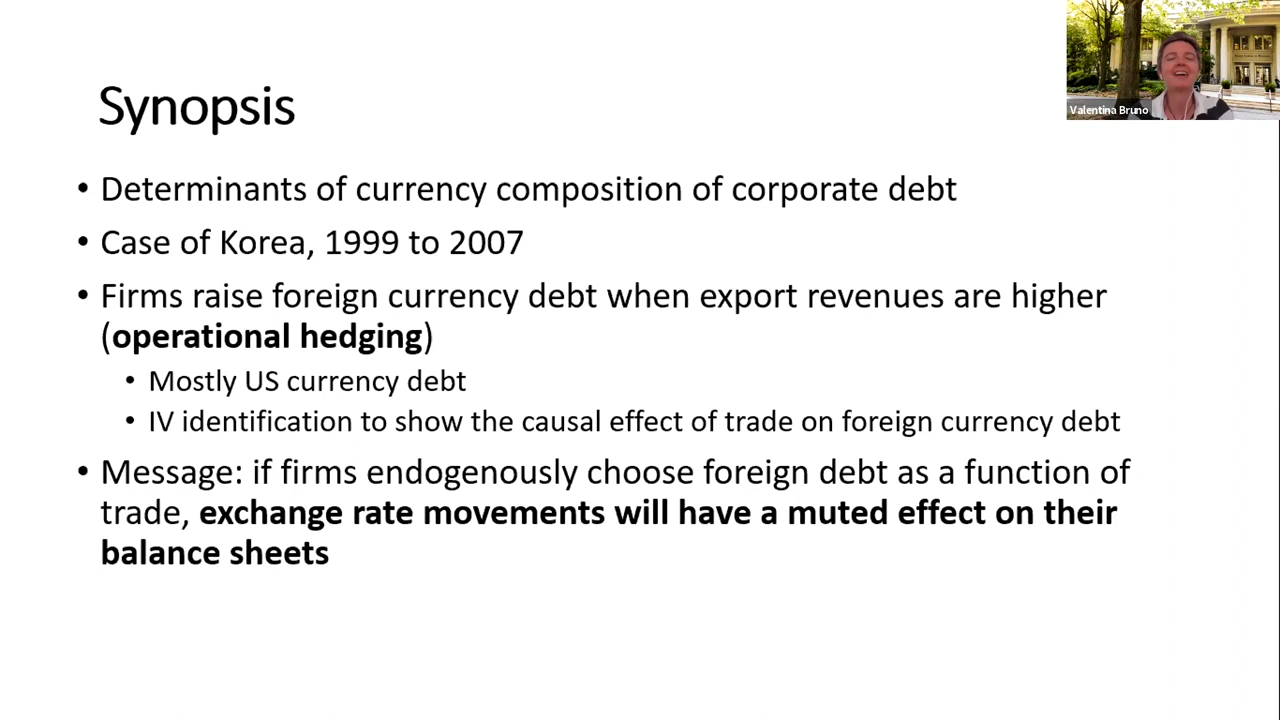 Synopsis
Valentina Bruno
• Determinants of currency composition of corporate debt
• Case of Korea, 1999 to 2007
• Firms raise foreign currency debt when export revenues are higher
(operational hedging)
• Mostly US currency debt
• IV identification to show the causal effect of trade on foreign currency debt
• Message: if firms endogenously choose foreign debt as a function of
trade, exchange rate movements will have a muted effect on their
balance sheets